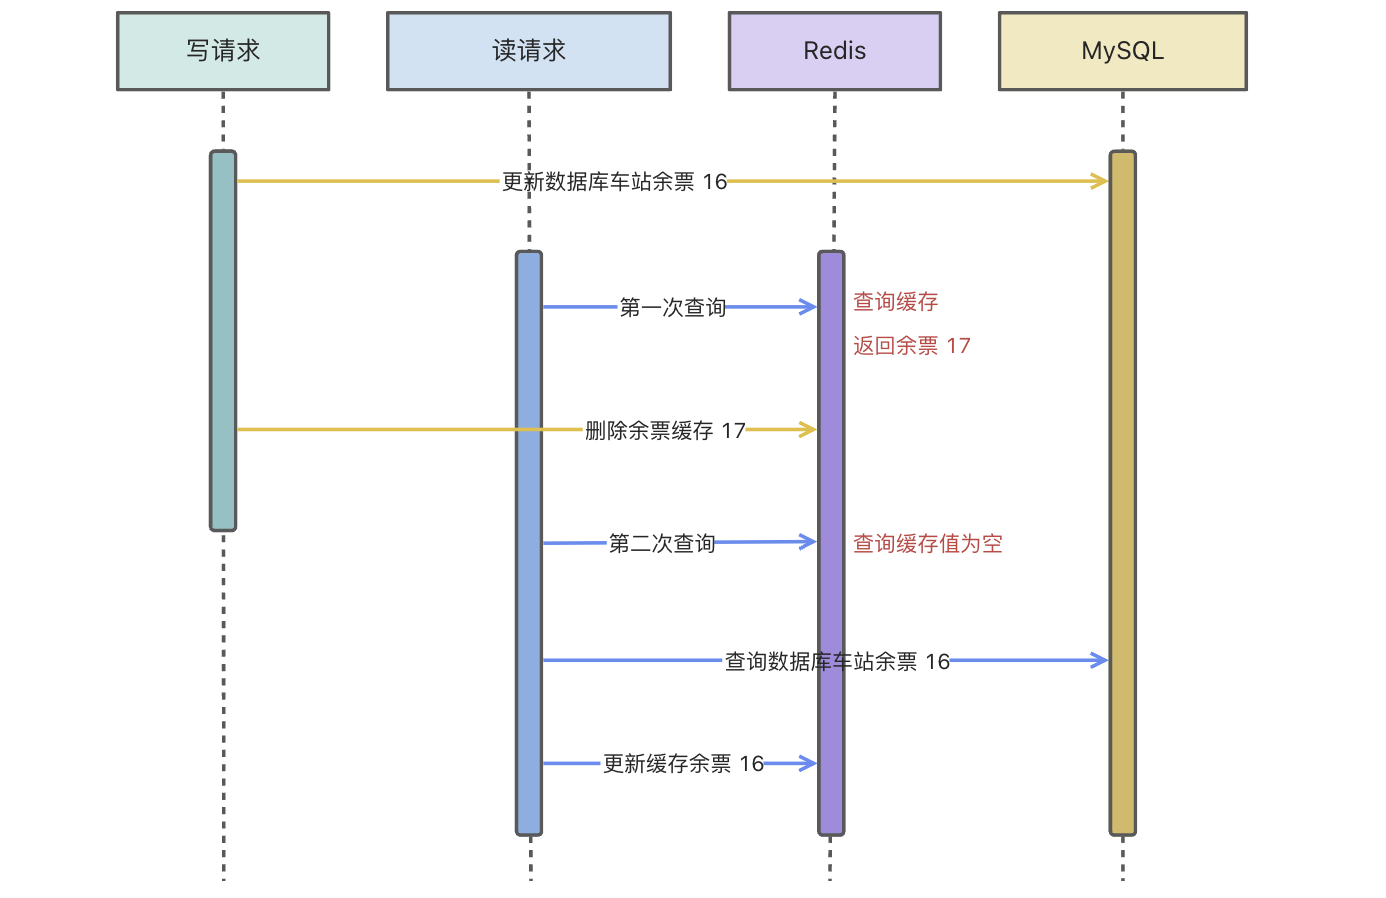 写请求
读请求
Redis
MySQL
更新数据库车站余票 16
第一次查询
查询缓存
返回余票 17
删除余票缓存 17
第二次查询
查询缓存值为空
查询数据库车站余票 16
更新缓存余票 16